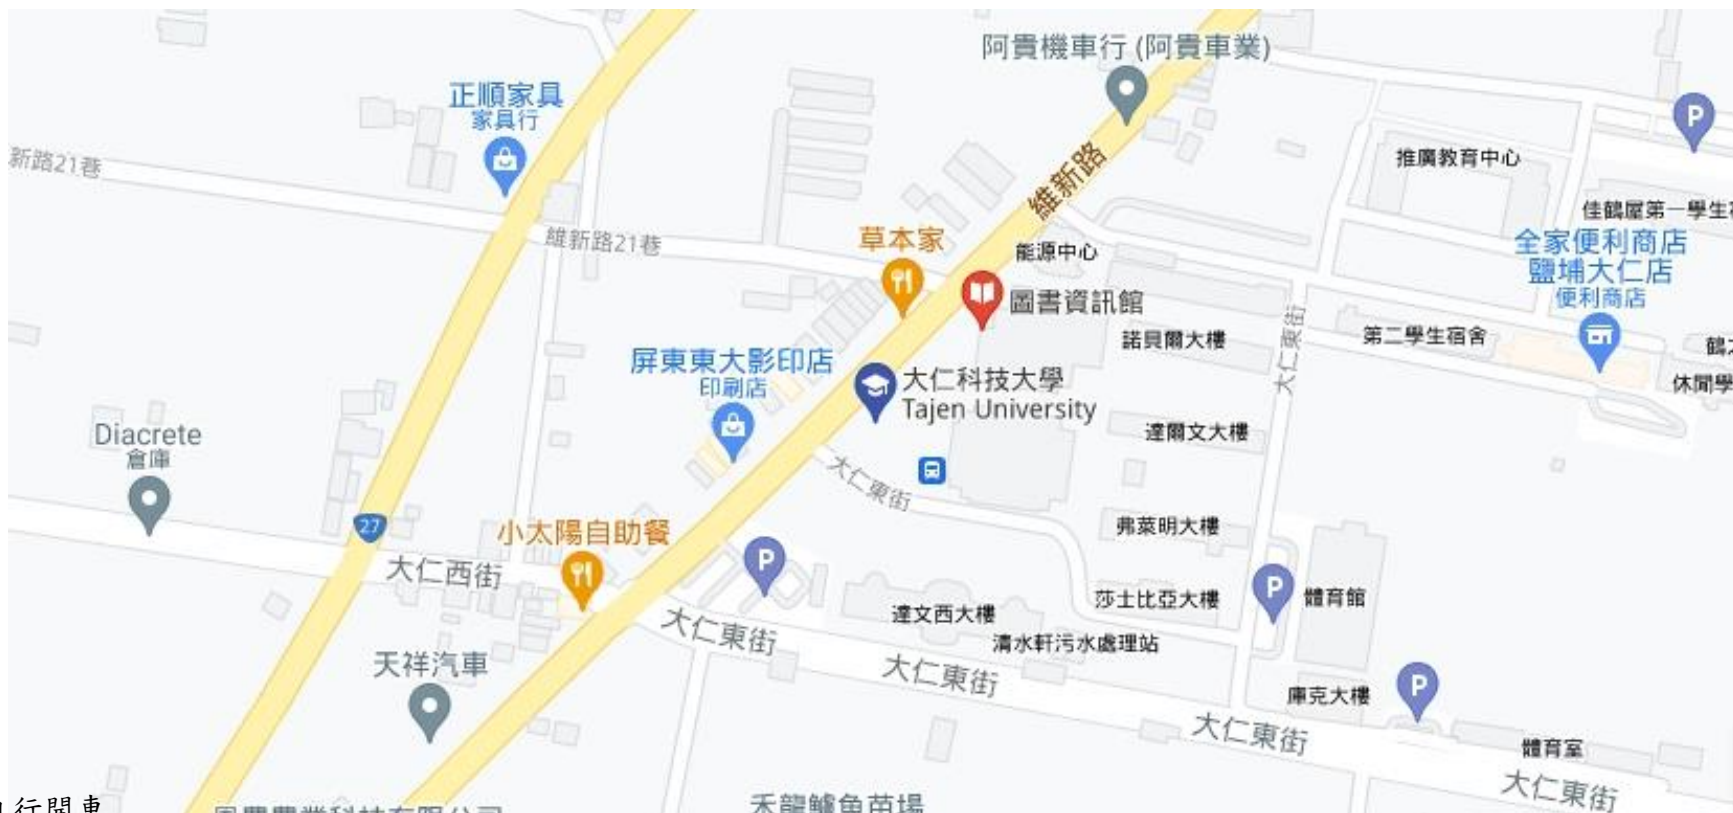 阿貴機車行 (阿貴車業)
正順家具
家具行
新路21巷
維新路
推廣教育中心
佳鶴屋第一學生
維新路21巷
草本家
能源中心
全家便利商店
鹽埔大仁店
便利商店
圖書資訊館
諾貝爾大樓
大仁東街
第二學生宿舍
屏東東大影印店
印刷店
大仁科技大學
Tajen University
休閒學
達爾文大樓
Diacrete
倉庫
大仁東街
27
小太陽自助餐
弗萊明大樓
大仁西街
P
P
P
P
達文西大樓
莎士比亞大樓
體育館
大仁東街
清水軒污水處理站
天祥汽車
大仁東街
庫克大樓
大仁東街
體育室
大仁東街
禾龍鱸魚苗場
行開車